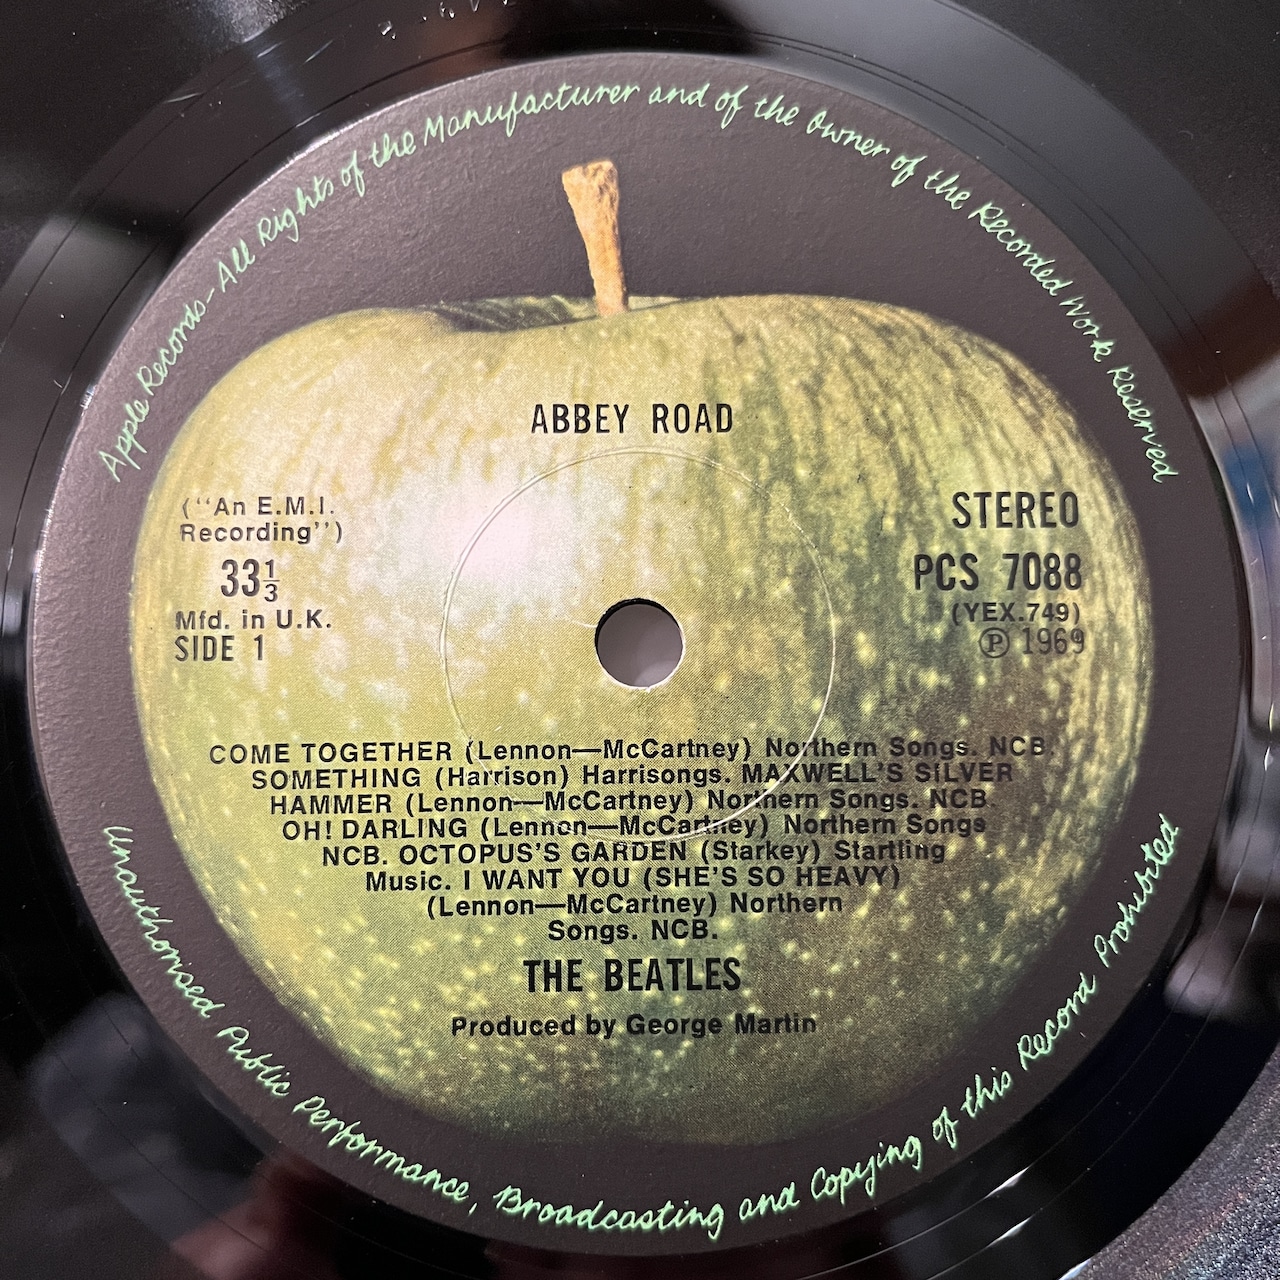 Apple Records-All Rights of the Manufacturer and of the Owner of the Recorded Work Reserved
ABBEY ROAD
(“An E.M.I.
Recording”)
33⅓
Mfd. in U.K.
SIDE 1
STEREO
PCS 7088
(YEX.749)
℗ 1969
COME TOGETHER (Lennon—McCartney) Northern Songs. NCB.
SOMETHING (Harrison) Harrisongs. MAXWELL'S SILVER
HAMMER (Lennon—McCartney) Northern Songs. NCB.
OH! DARLING (Lennon—McCartney) Northern Songs
NCB. OCTOPUS'S GARDEN (Starkey) Startling
Music. I WANT YOU (SHE'S SO HEAVY)
(Lennon—McCartney) Northern
Songs. NCB.
THE BEATLES
Produced by George Martin
Unauthorised Public Performance, Broadcasting and Copying of this Record Prohibited